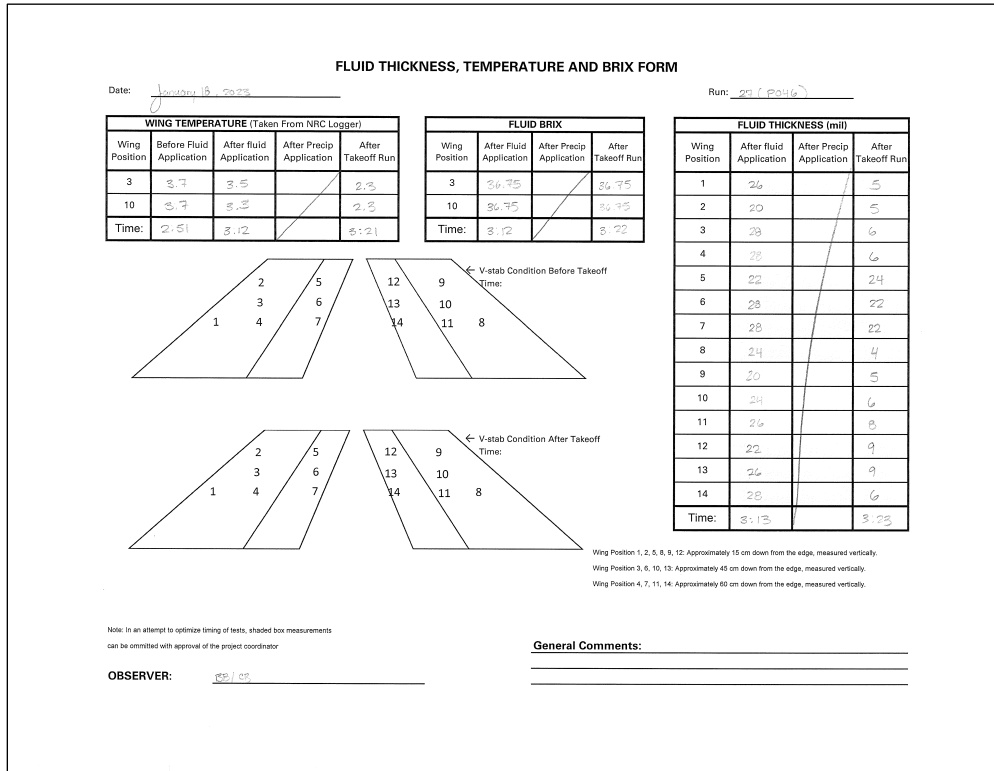 FLUID THICKNESS, TEMPERATURE AND BRIX FORM
Date: January 18, 2023
Run: 27 (P046)
WING TEMPERATURE (Taken From NRC Logger)
Wing Position Before Fluid Application After fluid Application After Precip Application After Takeoff Run
3 3.7 3.5 2.3
10 3.7 3.3 2.3
Time: 2:51 3:12 3:21
FLUID BRIX
Wing Position After Fluid Application After Precip Application After Takeoff Run
3 36.75 36.75
10 36.75 36.75
Time: 3:12 3:22
FLUID THICKNESS (mil)
Wing Position After fluid Application After Precip Application After Takeoff Run
1 26 5
2 20 5
3 28 6
4 28 6
5 22 24
6 28 22
7 28 22
8 24 4
9 20 5
10 24 6
11 26 8
12 22 9
13 26 9
14 28 6
Time: 3:13 3:23
← V-stab Condition Before Takeoff
Time:
2 5 12 9
3 6 13 10
1 4 7 14 11 8
← V-stab Condition After Takeoff
Time:
2 5 12 9
3 6 13 10
1 4 7 14 11 8
Wing Position 1, 2, 5, 8, 9, 12: Approximately 15 cm down from the edge, measured vertically.
Wing Position 3, 6, 10, 13: Approximately 45 cm down from the edge, measured vertically.
Wing Position 4, 7, 11, 14: Approximately 60 cm down from the edge, measured vertically.
Note: In an attempt to optimize timing of tests, shaded box measurements
can be ommitted with approval of the project coordinator
General Comments:
OBSERVER: